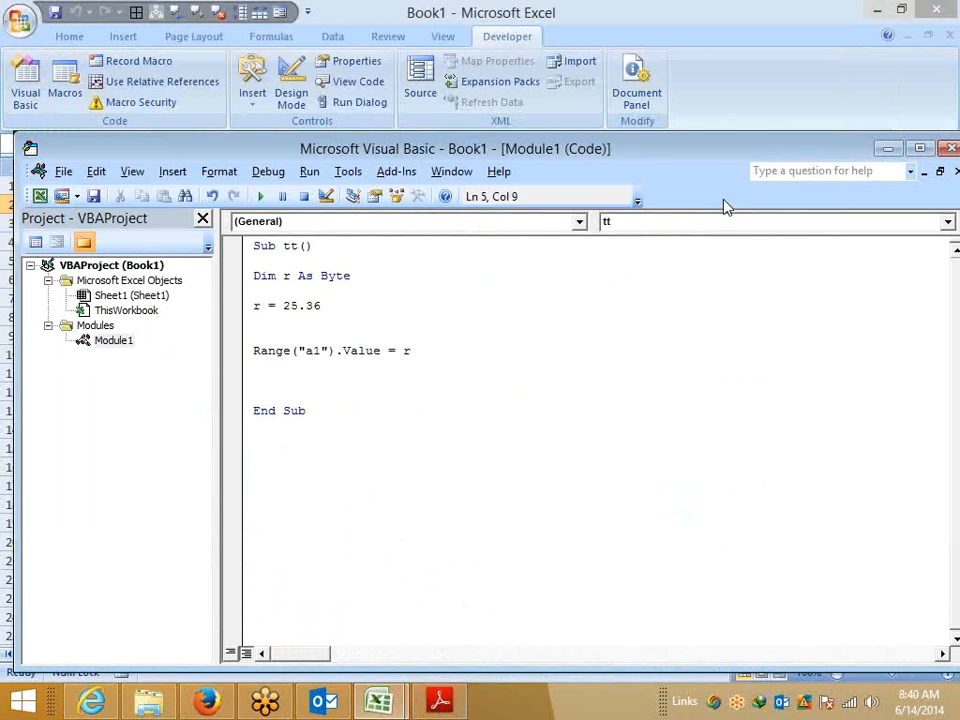 Book1 - Microsoft Excel
Home Insert Page Layout Formulas Data Review View Developer
Visual Basic
Macros
Record Macro
Use Relative References
Macro Security
Code
Insert
Design Mode
Properties
View Code
Run Dialog
Controls
Source
Map Properties
Expansion Packs
Refresh Data
Import
Export
XML
Document Panel
Modify
Microsoft Visual Basic - Book1 - [Module1 (Code)]
File Edit View Insert Format Debug Run Tools Add-Ins Window Help
Type a question for help
Ln 5, Col 9
Project - VBAProject
(General)
tt
VBAProject (Book1)
Microsoft Excel Objects
Sheet1 (Sheet1)
ThisWorkbook
Modules
Module1
Sub tt()
Dim r As Byte
r = 25.36
Range("a1").Value = r
End Sub
Links
8:40 AM
6/14/2014